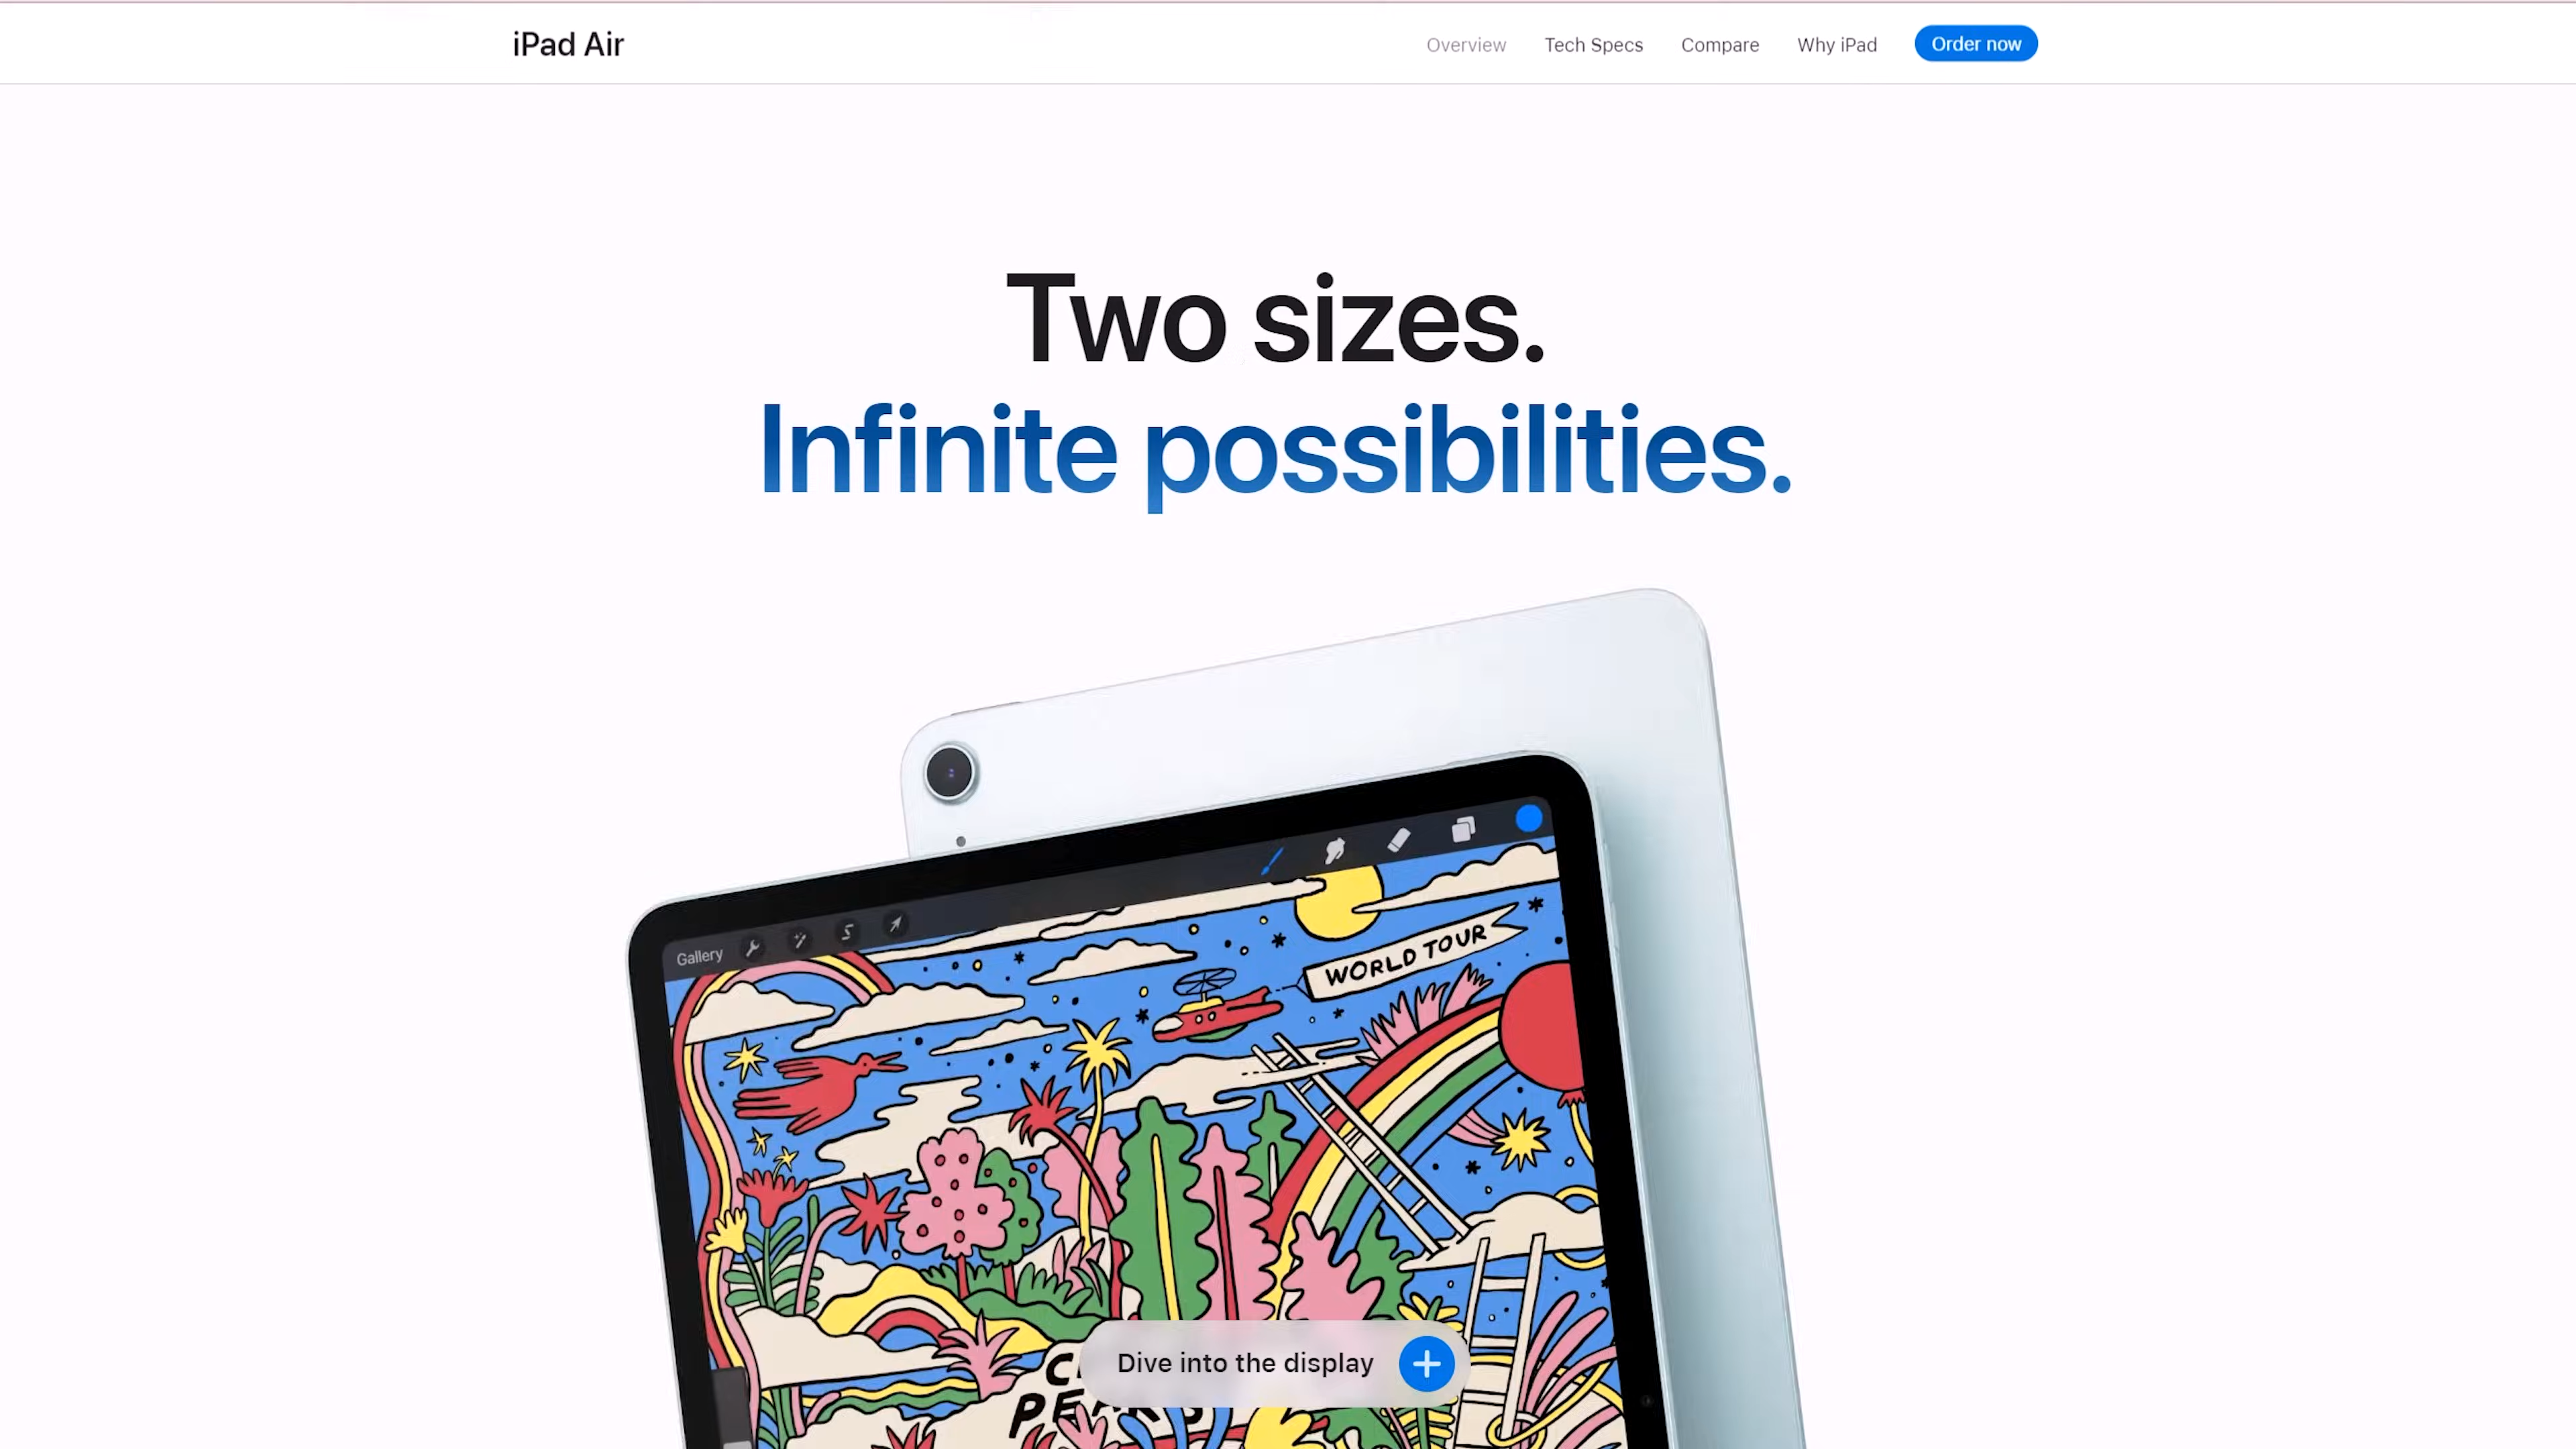 iPad Air
Overview Tech Specs Compare Why iPad Order now
Two sizes.
Infinite possibilities.
Gallery
WORLD TOUR
Dive into the display